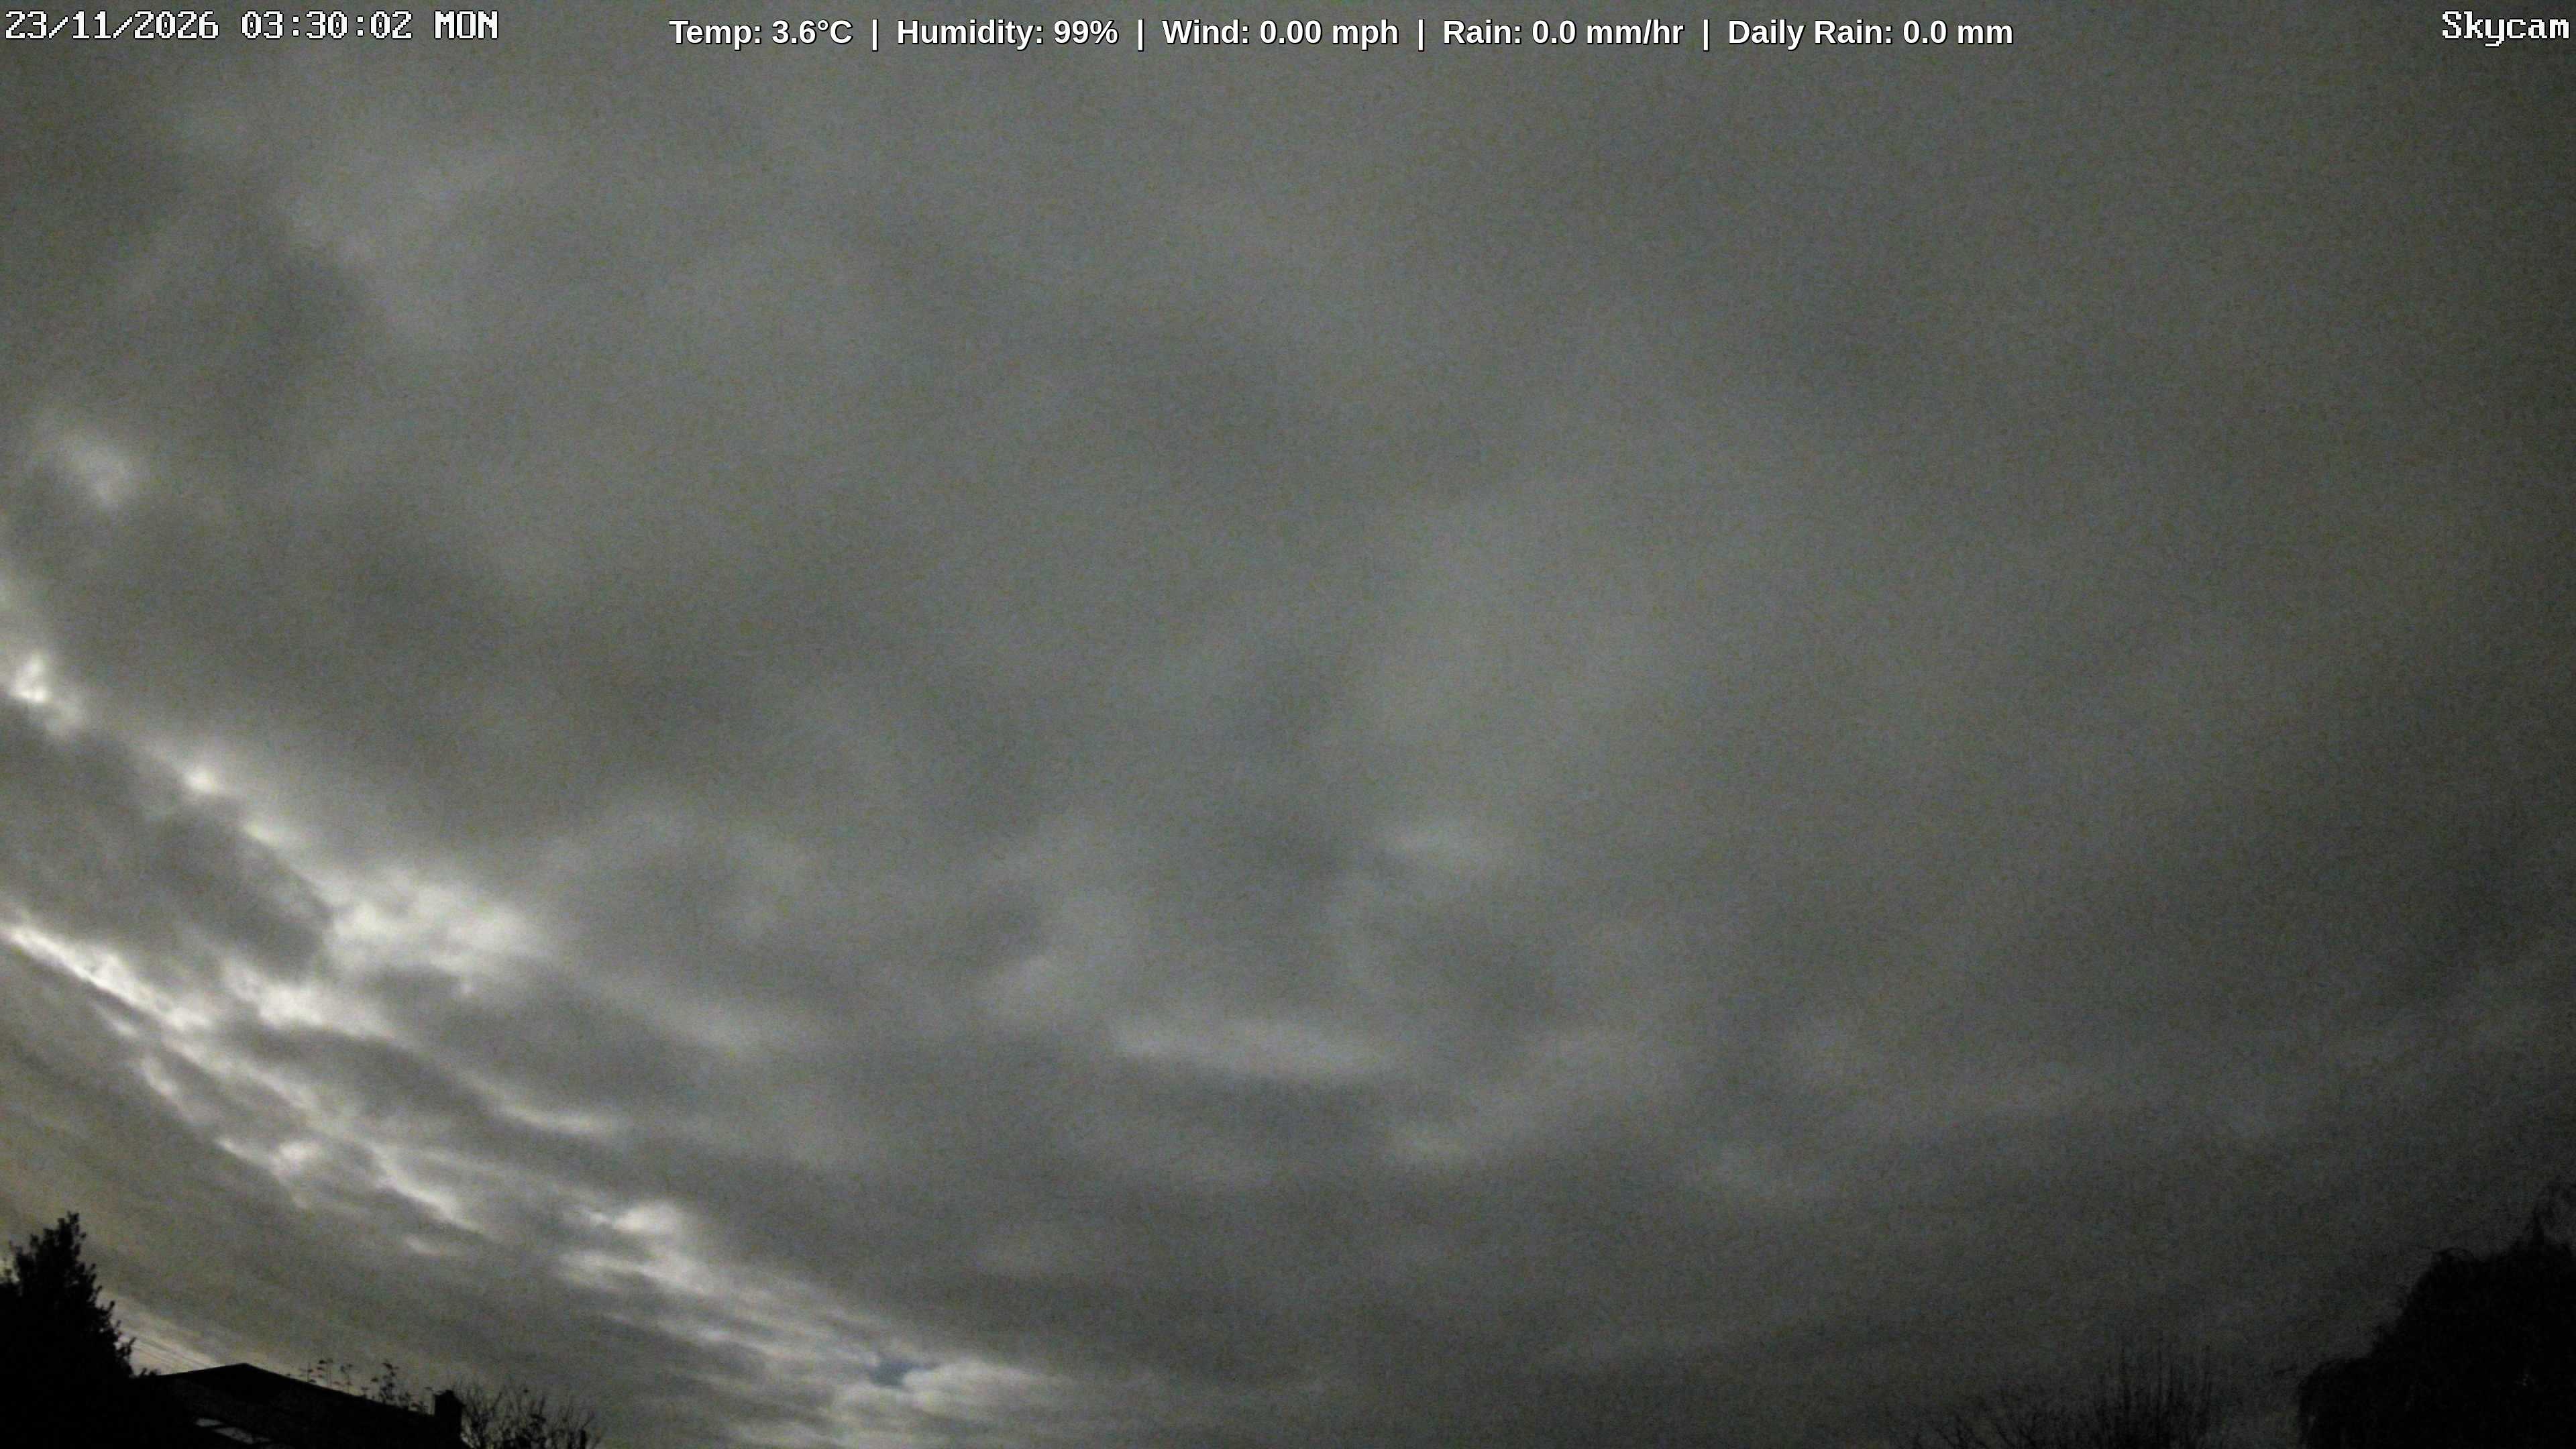 23/11/2026 03:30:02 MON
Temp: 3.6°C | Humidity: 99% | Wind: 0.00 mph | Rain: 0.0 mm/hr | Daily Rain: 0.0 mm
Skycam